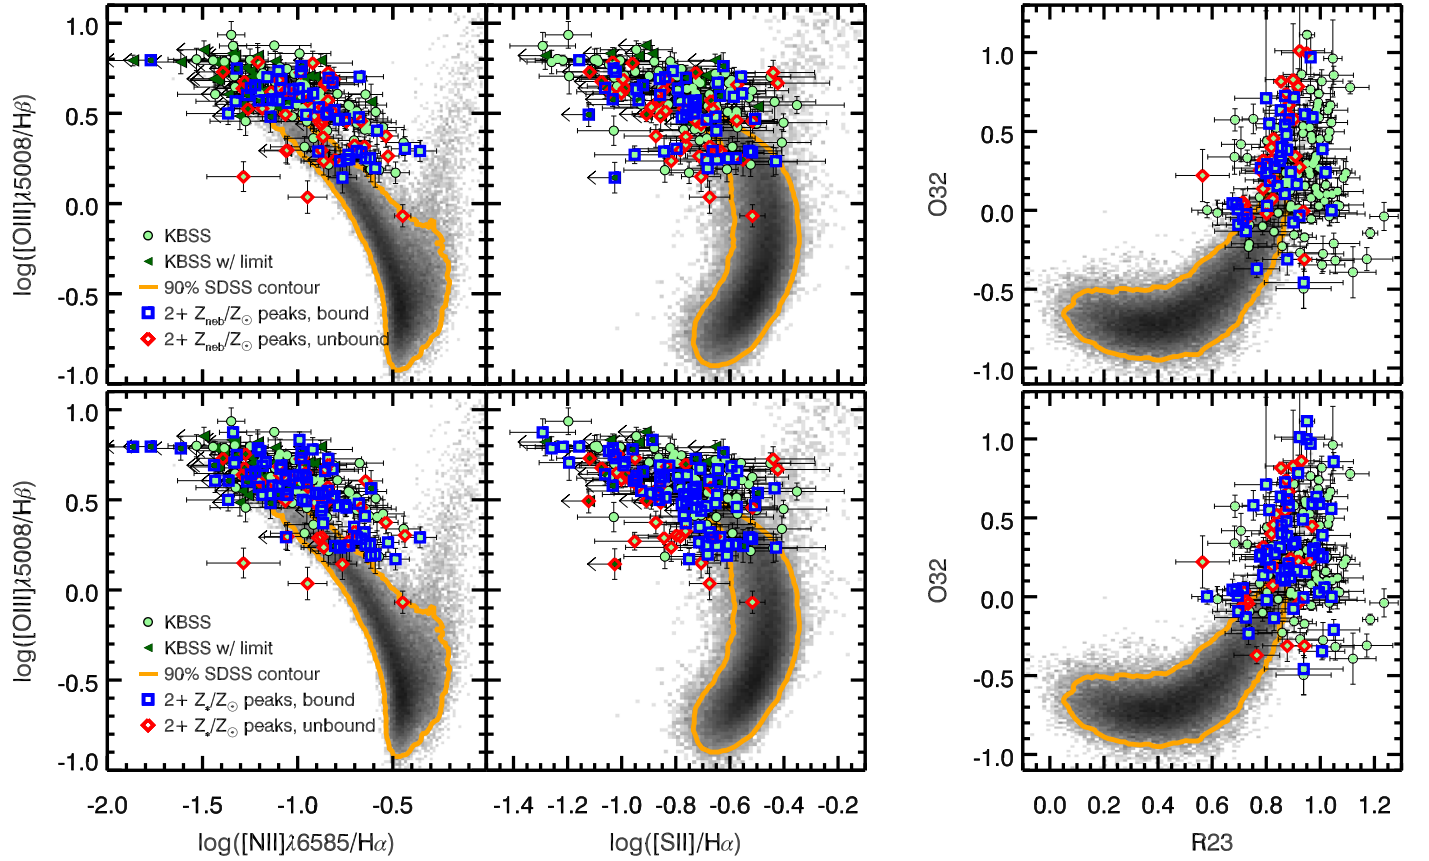 1.0
0.5
0.0
-0.5
-1.0
log([OIII]λ5008/Hβ)
KBSS
KBSS w/ limit
90% SDSS contour
2+ Zneb/Z☉ peaks, bound
2+ Zneb/Z☉ peaks, unbound
1.0
0.5
0.0
-0.5
-1.0
O32
1.0
0.5
0.0
-0.5
-1.0
log([OIII]λ5008/Hβ)
KBSS
KBSS w/ limit
90% SDSS contour
2+ Z*/Z☉ peaks, bound
2+ Z*/Z☉ peaks, unbound
1.0
0.5
0.0
-0.5
-1.0
O32
-2.0 -1.5 -1.0 -0.5
log([NII]λ6585/Hα)
-1.4 -1.2 -1.0 -0.8 -0.6 -0.4 -0.2
log([SII]/Hα)
0.0 0.2 0.4 0.6 0.8 1.0 1.2
R23